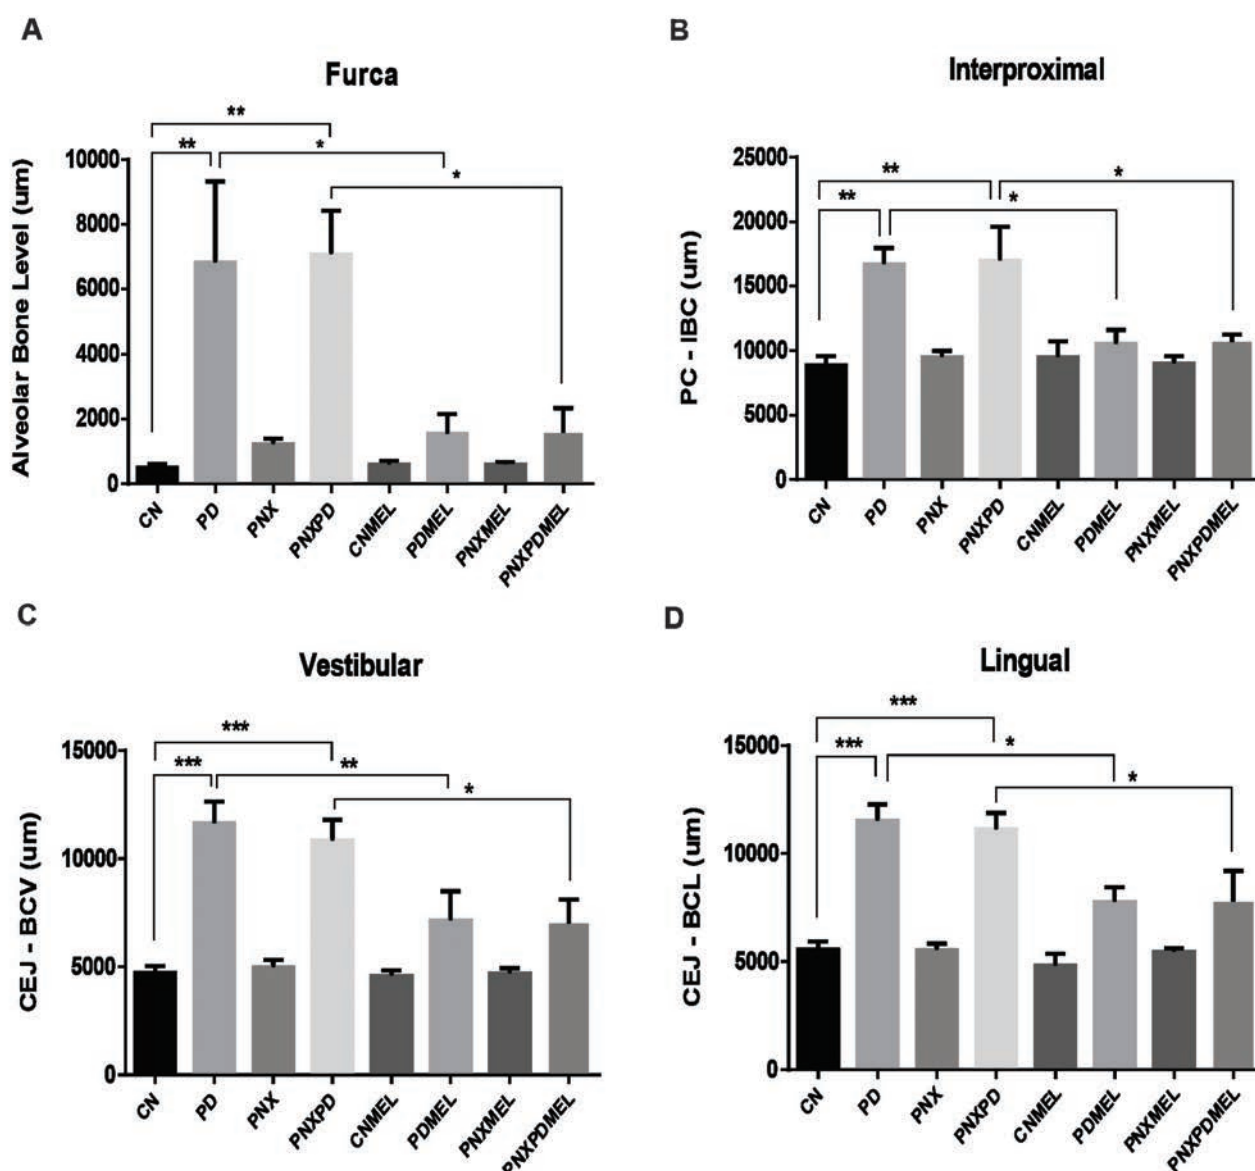 A
Furca
**
**
*
*
Alveolar Bone Level (um)
10000
8000
6000
4000
2000
0
CN
PD
PNX
PNXPD
CNMEL
PDMEL
PNXMEL
PNXPDMEL
B
Interproximal
**
*
**
*
PC - IBC (um)
25000
20000
15000
10000
5000
0
CN
PD
PNX
PNXPD
CNMEL
PDMEL
PNXMEL
PNXPDMEL
C
Vestibular
***
***
**
*
CEJ - BCV (um)
15000
10000
5000
0
CN
PD
PNX
PNXPD
CNMEL
PDMEL
PNXMEL
PNXPDMEL
D
Lingual
***
***
*
*
CEJ - BCL (um)
15000
10000
5000
0
CN
PD
PNX
PNXPD
CNMEL
PDMEL
PNXMEL
PNXPDMEL